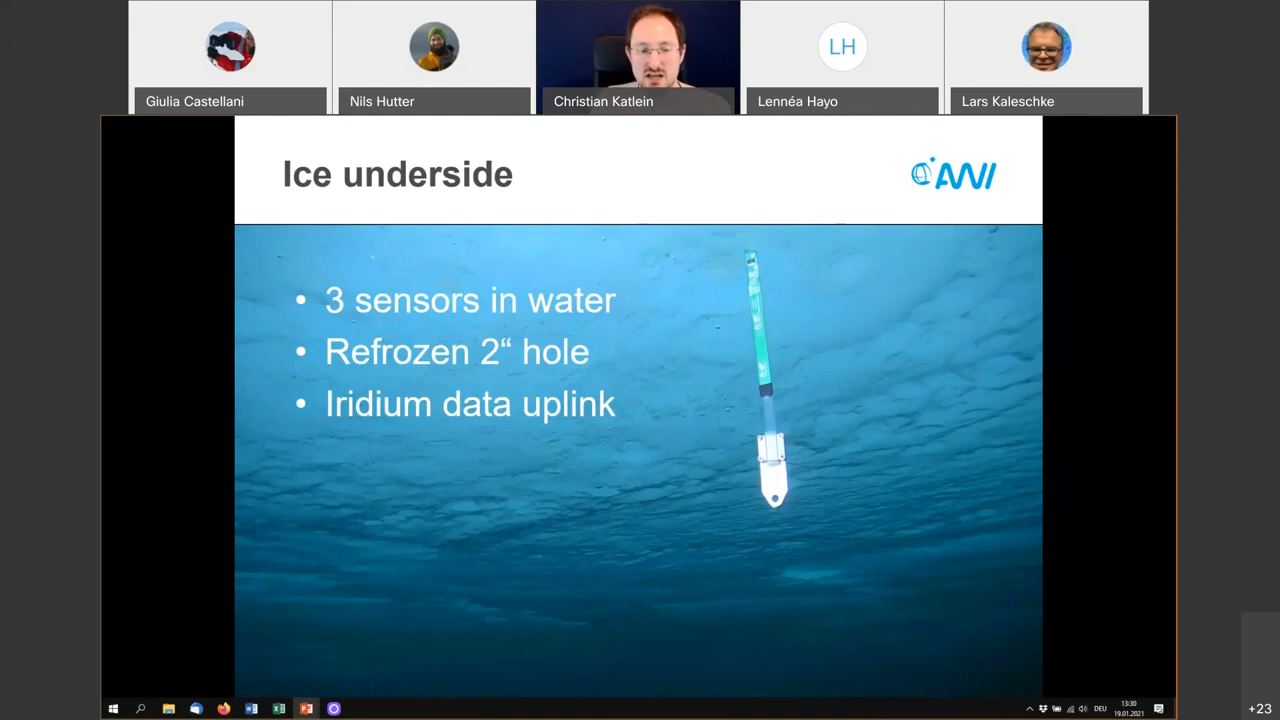 Giulia Castellani
Nils Hutter
Christian Katlein
LH
Lennéa Hayo
Lars Kaleschke
Ice underside
AWI
• 3 sensors in water
• Refrozen 2“ hole
• Iridium data uplink
DEU
13:30
19.01.2021
+23